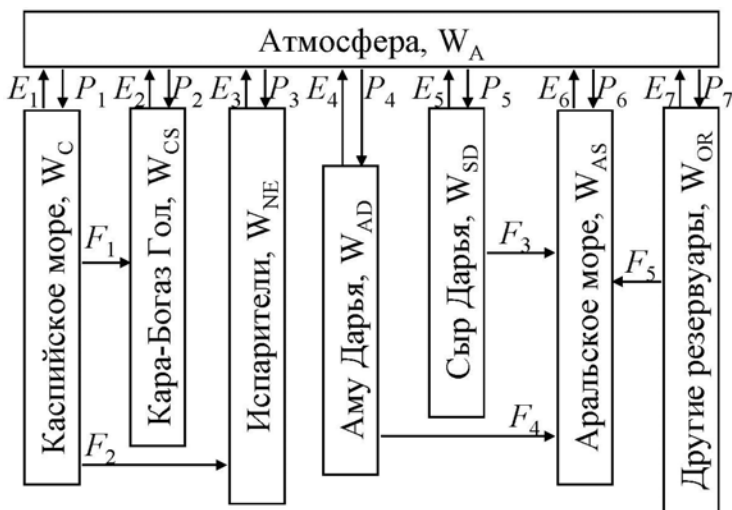 Атмосфера, W_A
E_1 P_1 E_2 P_2 E_3 P_3 E_4 P_4 E_5 P_5 E_6 P_6 E_7 P_7
Каспийское море, W_C
F_1
F_2
Кара-Богаз Гол, W_CS
Испарители, W_NE
Аму Дарья, W_AD
F_4
Сыр Дарья, W_SD
F_3
Аральское море, W_AS
F_5
Другие резервуары, W_OR